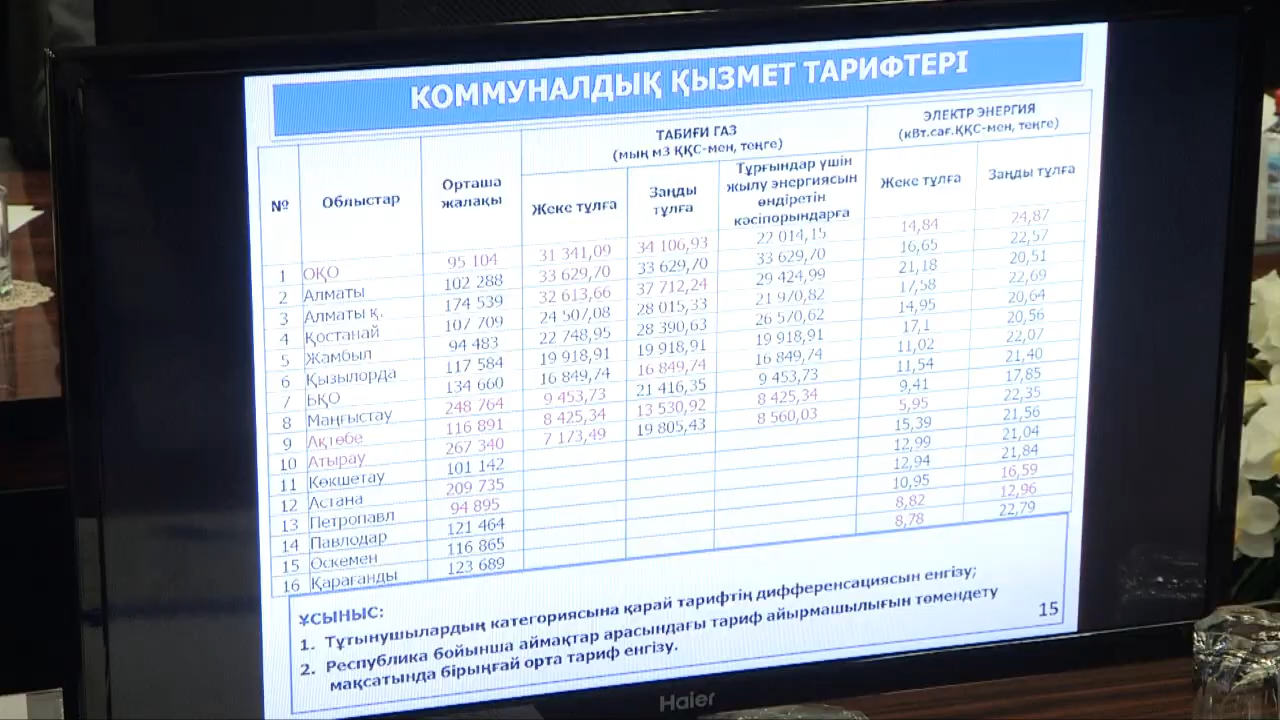 КОММУНАЛДЫҚ ҚЫЗМЕТ ТАРИФТЕРІ
№ Облыстар Орташа жалақы ТАБИҒИ ГАЗ ЭЛЕКТР ЭНЕРГИЯ
(мың м3 ҚҚС-мен, теңге) (кВт.сағ.ҚҚС-мен, теңге)
Жеке тұлға Заңды тұлға Тұрғындар үшін жылу энергиясын өндіретін кәсіпорындарға Жеке тұлға Заңды тұлға
1 ОҚО 95 104 31 341,09 34 106,93 22 014,15 14,84 24,87
2 Алматы 102 288 33 629,70 33 629,70 33 629,70 16,65 22,57
3 Алматы қ. 174 539 32 613,66 37 712,24 29 424,99 21,18 20,51
4 Қостанай 107 709 24 507,08 28 015,33 21 970,82 17,58 22,69
5 Жамбыл 94 483 22 748,95 28 390,63 26 570,62 14,95 20,64
6 Қызылорда 117 584 19 918,91 19 918,91 19 918,91 17,1 20,56
7 БҚО 134 660 16 849,74 16 849,74 16 849,74 11,02 22,07
8 Маңғыстау 248 764 9 453,73 21 416,35 9 453,73 11,54 21,40
9 Ақтөбе 116 891 8 425,34 13 530,92 8 425,34 9,41 17,85
10 Атырау 267 340 7 173,49 19 805,43 8 560,03 5,95 22,35
11 Көкшетау 101 142 15,39 21,56
12 Астана 209 735 12,99 21,04
13 Петропавл 94 895 12,94 21,84
14 Павлодар 121 464 10,95 16,59
15 Өскемен 116 865 8,82 12,96
16 Қарағанды 123 689 8,78 22,79
ҰСЫНЫС:
1. Тұтынушылардың категориясына қарай тарифтің дифференсациясын енгізу;
2. Республика бойынша аймақтар арасындағы тариф айырмашылығын төмендету
мақсатында бірыңғай орта тариф енгізу.
15
Haier